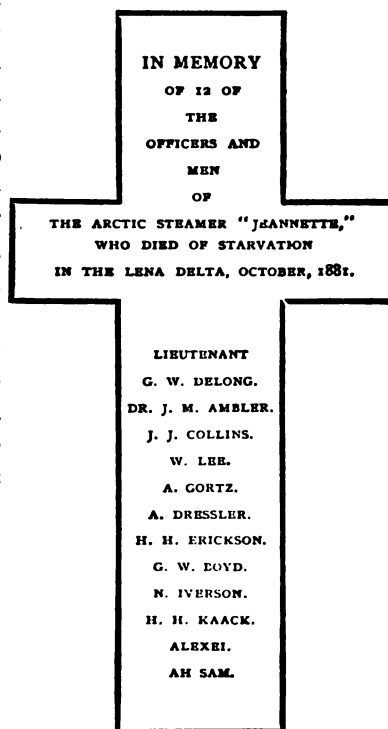 IN MEMORY
OF 12 OF
THE
OFFICERS AND
MEN
OF
THE ARCTIC STEAMER "JEANNETTE,"
WHO DIED OF STARVATION
IN THE LENA DELTA, OCTOBER, 1881.
LIEUTENANT
G. W. DELONG.
DR. J. M. AMBLER.
J. J. COLLINS.
W. LEE.
A. GORTZ.
A. DRESSLER.
H. H. ERICKSON.
G. W. BOYD.
N. IVERSON.
H. H. KAACK.
ALEXEI.
AH SAM.